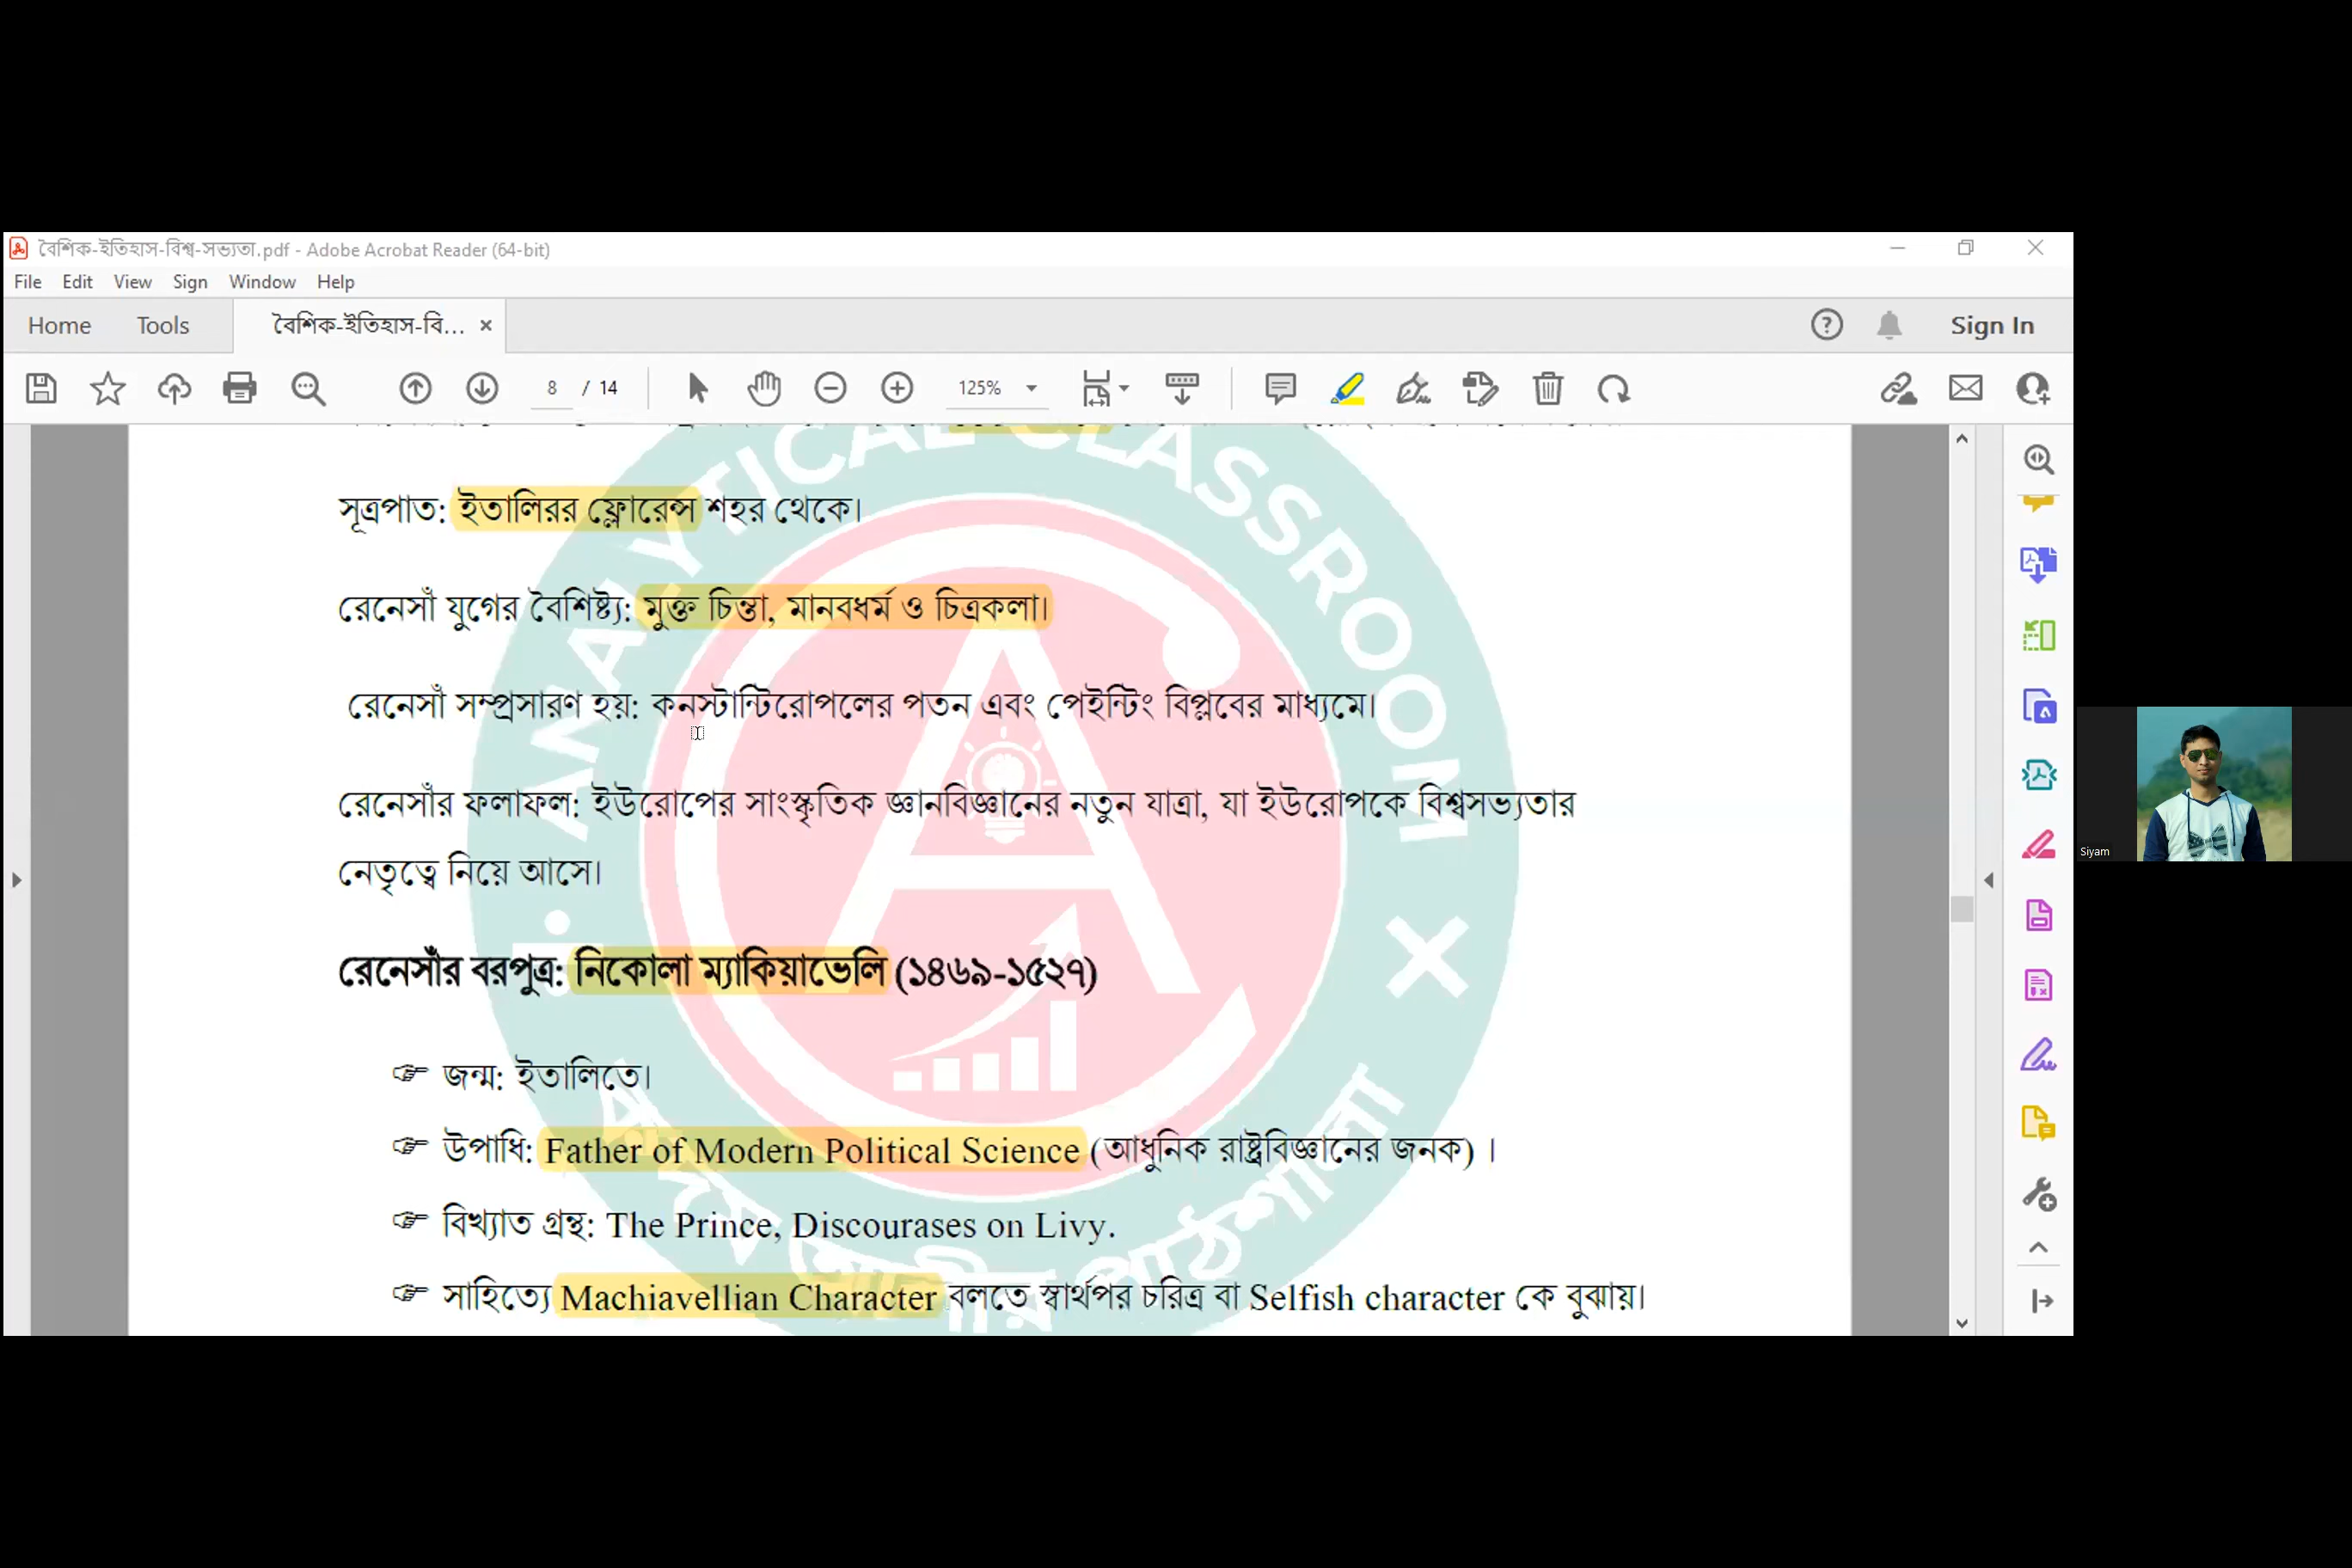 বৈশিক-ইতিহাস-বিশ্ব-সভ্যতা.pdf - Adobe Acrobat Reader (64-bit)
File Edit View Sign Window Help
Home Tools বৈশিক-ইতিহাস-বি... × Sign In
8 / 14 125%
ANALYTICAL CLASSROOM
সূত্রপাত: ইতালিরর ফ্লোরেন্স শহর থেকে।
রেনেসাঁ যুগের বৈশিষ্ট্য: মুক্ত চিন্তা, মানবধর্ম ও চিত্রকলা।
রেনেসাঁ সম্প্রসারণ হয়: কনস্টান্টিরোপলের পতন এবং পেইন্টিং বিপ্লবের মাধ্যমে।
রেনেসাঁর ফলাফল: ইউরোপের সাংস্কৃতিক জ্ঞানবিজ্ঞানের নতুন যাত্রা, যা ইউরোপকে বিশ্বসভ্যতার
নেতৃত্বে নিয়ে আসে।
রেনেসাঁর বরপুত্র: নিকোলা ম্যাকিয়াভেলি (১৪৬৯-১৫২৭)
☞ জন্ম: ইতালিতে।
☞ উপাধি: Father of Modern Political Science (আধুনিক রাষ্ট্রবিজ্ঞানের জনক) ।
☞ বিখ্যাত গ্রন্থ: The Prince, Discourases on Livy.
☞ সাহিত্যে Machiavellian Character বলতে স্বার্থপর চরিত্র বা Selfish character কে বুঝায়।
পাঠশালা
Siyam